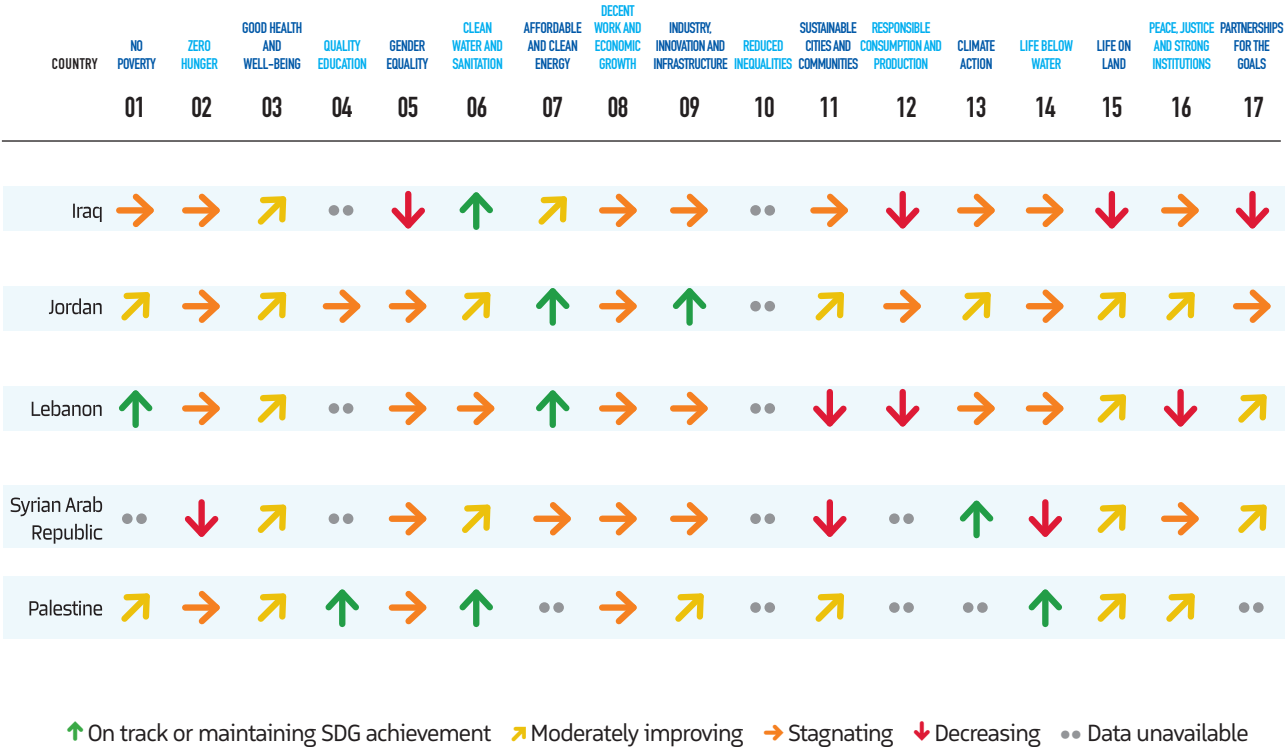 COUNTRY
NO
POVERTY
ZERO
HUNGER
GOOD HEALTH
AND
WELL-BEING
QUALITY
EDUCATION
GENDER
EQUALITY
CLEAN
WATER AND
SANITATION
AFFORDABLE
AND CLEAN
ENERGY
DECENT
WORK AND
ECONOMIC
GROWTH
INDUSTRY,
INNOVATION AND
INFRASTRUCTURE
REDUCED
INEQUALITIES
SUSTAINABLE
CITIES AND
COMMUNITIES
RESPONSIBLE
CONSUMPTION AND
PRODUCTION
CLIMATE
ACTION
LIFE BELOW
WATER
LIFE ON
LAND
PEACE, JUSTICE
AND STRONG
INSTITUTIONS
PARTNERSHIPS
FOR THE
GOALS
01 02 03 04 05 06 07 08 09 10 11 12 13 14 15 16 17
Iraq
Jordan
Lebanon
Syrian Arab
Republic
Palestine
On track or maintaining SDG achievement Moderately improving Stagnating Decreasing Data unavailable